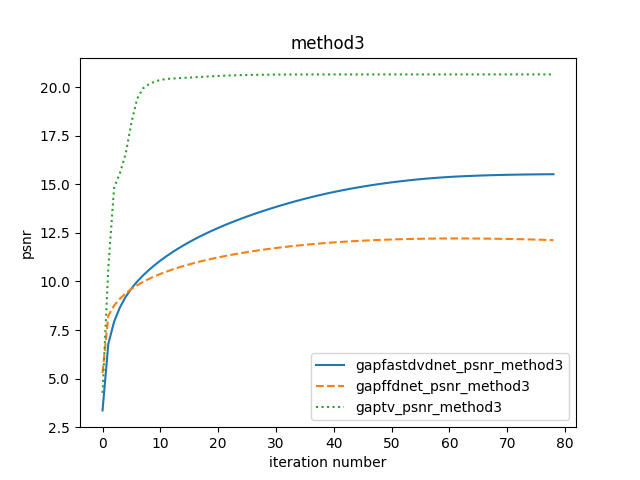 method3
20.0
17.5
15.0
12.5
10.0
7.5
5.0
2.5
psnr
gapfastdvdnet_psnr_method3
gapffdnet_psnr_method3
gaptv_psnr_method3
0 10 20 30 40 50 60 70 80
iteration number